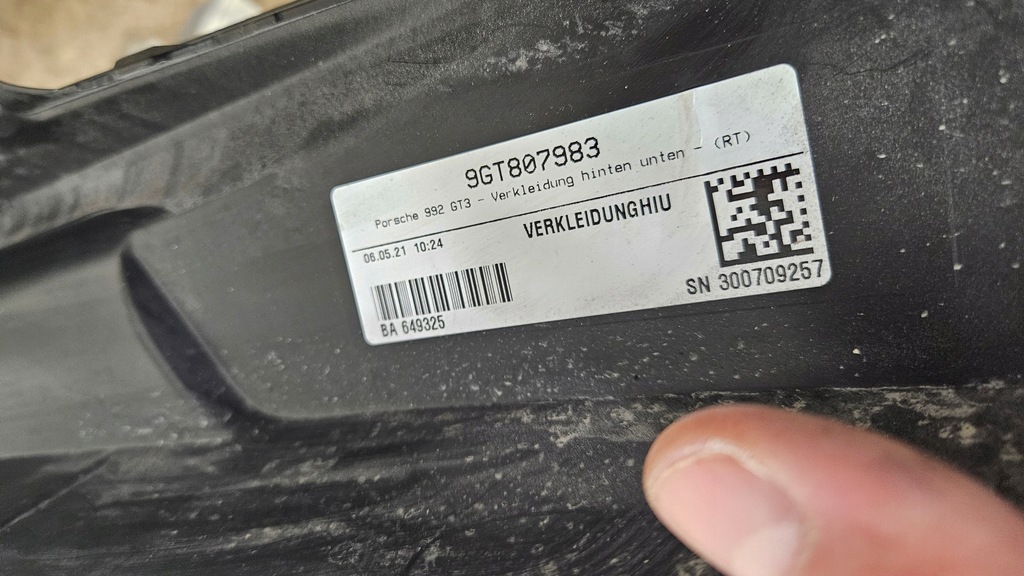 9GT807983
Porsche 992 GT3 - Verkleidung hinten unten - (RT)
06.05.21 10:24
VERKLEIDUNGHIU
BA 649325
SN 300709257